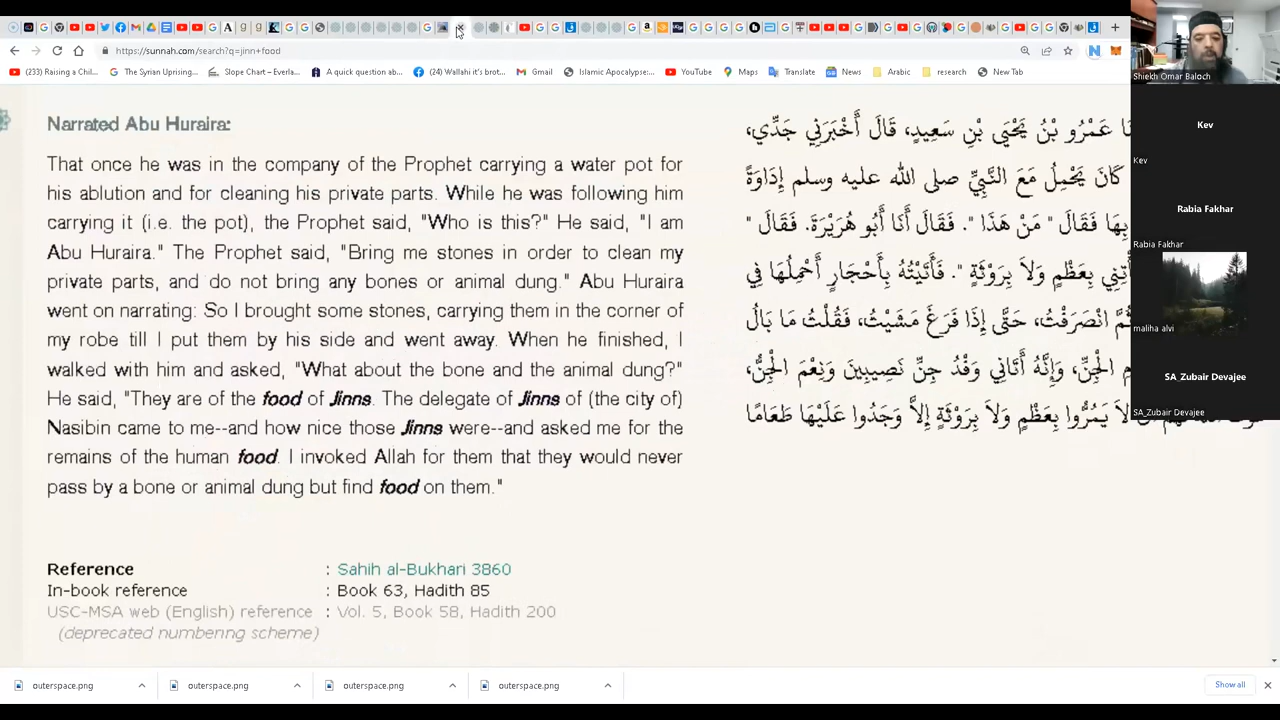 https://sunnah.com/search?q=jinn+food
(233) Raising a Chil...
The Syrian Uprising...
Slope Chart – Everla...
A quick question ab...
(24) Wallahi it's brot...
Gmail
Islamic Apocalypse:...
YouTube
Maps
Translate
News
Arabic
research
New Tab
Shiekh Omar Baloch
Kev
Kev
Rabia Fakhar
Rabia Fakhar
maliha alvi
SA_Zubair Devajee
SA_Zubair Devajee
Narrated Abu Huraira:
That once he was in the company of the Prophet carrying a water pot for
his ablution and for cleaning his private parts. While he was following him
carrying it (i.e. the pot), the Prophet said, "Who is this?" He said, "I am
Abu Huraira." The Prophet said, "Bring me stones in order to clean my
private parts, and do not bring any bones or animal dung." Abu Huraira
went on narrating: So I brought some stones, carrying them in the corner of
my robe till I put them by his side and went away. When he finished, I
walked with him and asked, "What about the bone and the animal dung?"
He said, "They are of the food of Jinns. The delegate of Jinns of (the city of)
Nasibin came to me--and how nice those Jinns were--and asked me for the
remains of the human food. I invoked Allah for them that they would never
pass by a bone or animal dung but find food on them."
عَمْرُو بْنُ يَحْيَى بْنِ سَعِيدٍ، قَالَ أَخْبَرَنِي جَدِّي،
كَانَ يَحْمِلُ مَعَ النَّبِيِّ صلى الله عليه وسلم إِدَاوَةً
بِهَا فَقَالَ " مَنْ هَذَا ". فَقَالَ أَنَا أَبُو هُرَيْرَةَ. فَقَالَ "
بِعَظْمٍ وَلاَ بِرَوْثَةٍ ". فَأَتَيْتُهُ بِأَحْجَارٍ أَحْمِلُهَا فِي
انْصَرَفْتُ، حَتَّى إِذَا فَرَغَ مَشَيْتُ، فَقُلْتُ مَا بَالُ
الْجِنِّ، وَإِنَّهُ أَتَانِي وَفْدُ جِنِّ نَصِيبِينَ وَنِعْمَ الْجِنُّ،
لاَ يَمُرُّوا بِعَظْمٍ وَلاَ بِرَوْثَةٍ إِلاَّ وَجَدُوا عَلَيْهَا طَعَامًا
Reference : Sahih al-Bukhari 3860
In-book reference : Book 63, Hadith 85
USC-MSA web (English) reference : Vol. 5, Book 58, Hadith 200
(deprecated numbering scheme)
outerspace.png
outerspace.png
outerspace.png
outerspace.png
Show all